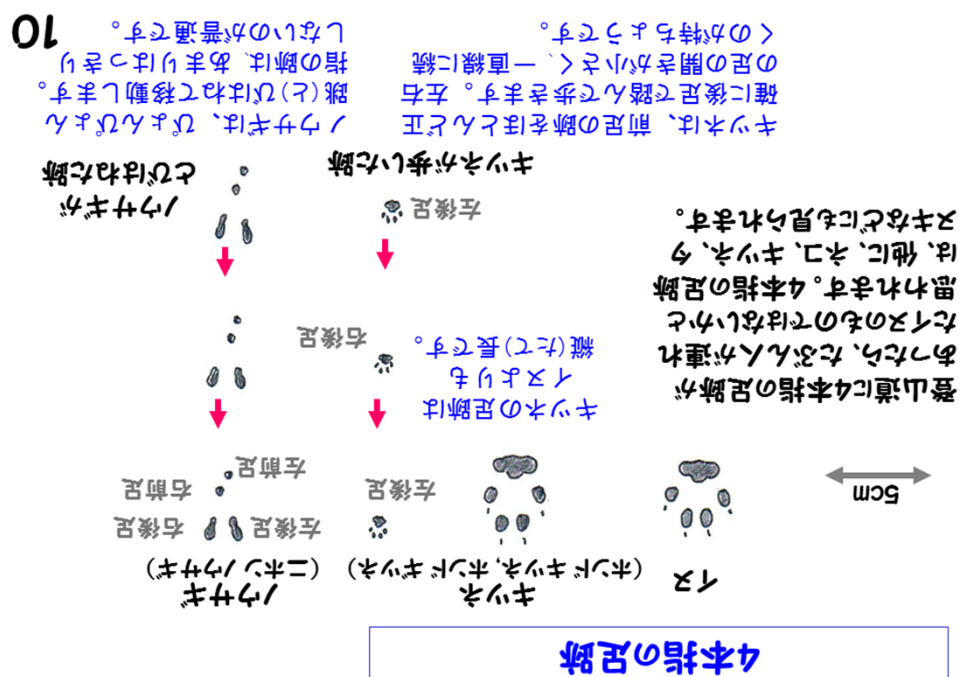 4本指の足跡
イヌ
キツネ
(ホンドキツネ、ホンドギツネ)
ノウサギ
(ニホンノウサギ)
5cm
左後足
左後足
右後足
右前足
左前足
登山道に4本指の足跡が
あったら、たぶん人が連れ
たイヌのものではないかと
思われます。4本指の足跡
は、他に、ネコ、キツネ、タ
ヌキなどにも見られます。
キツネの足跡は
イヌよりも
縦(たて)長です。
右後足
左後足
キツネが歩いた跡
ノウサギが
とびはねた跡
キツネは、前足の跡をほとんど正
確に後足で踏んで歩きます。左右
の足の開きが小さく、一直線に続
くのが特ちょうです。
ノウサギは、ぴょんぴょん
跳(と)びはねて移動します。
指の跡は、あまりはっきり
しないのが普通です。
10